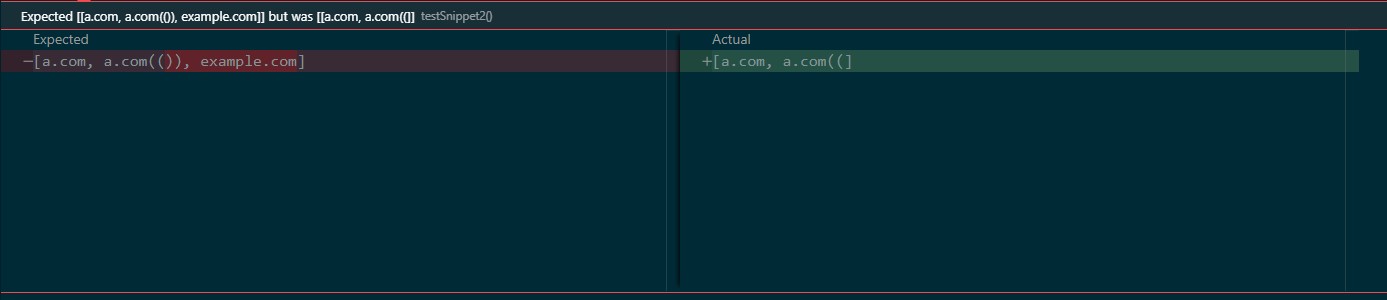 Expected [[a.com, a.com(()), example.com]] but was [[a.com, a.com((]] testSnippet2()
Expected
Actual
−[a.com, a.com(()), example.com]
+[a.com, a.com((]